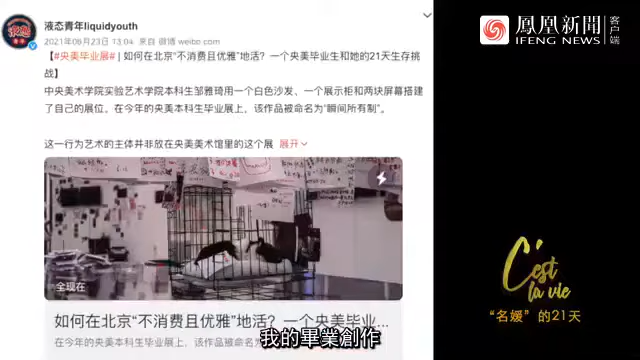 液态青年liquidyouth
2021年06月23日 13:04 来自 微博 weibo.com
【#央美毕业展# | 如何在北京“不消费且优雅”地活？一个央美毕业生和她的21天生存挑
战】
中央美术学院实验艺术学院本科生邹雅琦用一个白色沙发、一个展示柜和两块屏幕搭建
了自己的展位。在今年的央美本科生毕业展上，该作品被命名为“瞬间所有制”。
这一行为艺术的主体并非放在央美美术馆里的这个展 展开
全现在
如何在北京“不消费且优雅”地活？一个央美毕业...
在今年的央美本科生毕业展上，该作品被命名为
我的畢業創作
鳳凰新聞
IFENG NEWS
客户端
C'est
la vie
“名媛”的21天